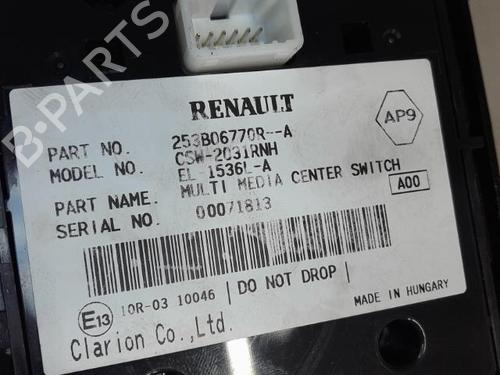 RENAULT
AP9
PART NO. 253B06770R--A
MODEL NO. CSW-2031RNH
EL-1536L-A
PART NAME. MULTI MEDIA CENTER SWITCH
SERIAL NO. 00071813
A00
E13 10R-03 10046 DO NOT DROP
MADE IN HUNGARY
Clarion Co.,Ltd.
B-PARTS